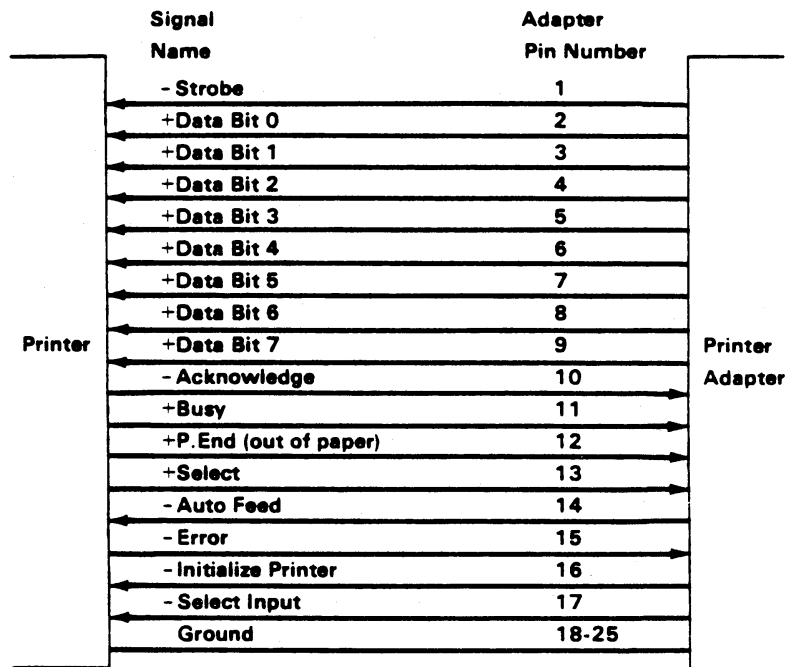 Signal Adapter
Name Pin Number
- Strobe 1
+Data Bit 0 2
+Data Bit 1 3
+Data Bit 2 4
+Data Bit 3 5
+Data Bit 4 6
+Data Bit 5 7
+Data Bit 6 8
Printer +Data Bit 7 9 Printer
- Acknowledge 10 Adapter
+Busy 11
+P.End (out of paper) 12
+Select 13
- Auto Feed 14
- Error 15
- Initialize Printer 16
- Select Input 17
Ground 18-25